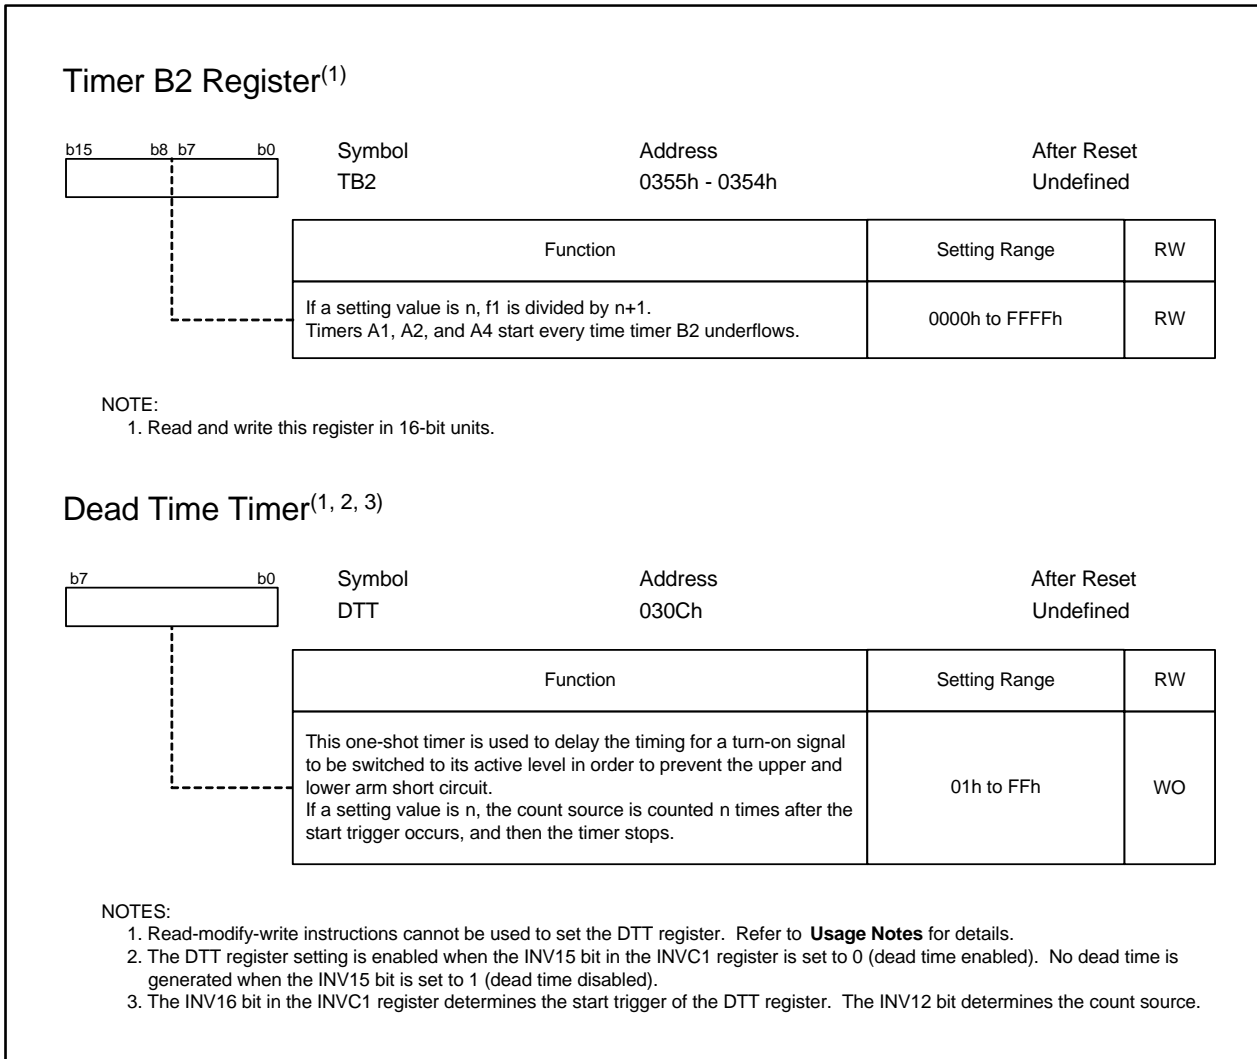 Timer B2 Register(1)
b15 b8 b7 b0 Symbol Address After Reset
TB2 0355h - 0354h Undefined
Function Setting Range RW
If a setting value is n, f1 is divided by n+1.
Timers A1, A2, and A4 start every time timer B2 underflows.
0000h to FFFFh RW
NOTE:
1. Read and write this register in 16-bit units.
Dead Time Timer(1, 2, 3)
b7 b0 Symbol Address After Reset
DTT 030Ch Undefined
Function Setting Range RW
This one-shot timer is used to delay the timing for a turn-on signal
to be switched to its active level in order to prevent the upper and
lower arm short circuit.
If a setting value is n, the count source is counted n times after the
start trigger occurs, and then the timer stops.
01h to FFh WO
NOTES:
1. Read-modify-write instructions cannot be used to set the DTT register. Refer to Usage Notes for details.
2. The DTT register setting is enabled when the INV15 bit in the INVC1 register is set to 0 (dead time enabled). No dead time is
generated when the INV15 bit is set to 1 (dead time disabled).
3. The INV16 bit in the INVC1 register determines the start trigger of the DTT register. The INV12 bit determines the count source.